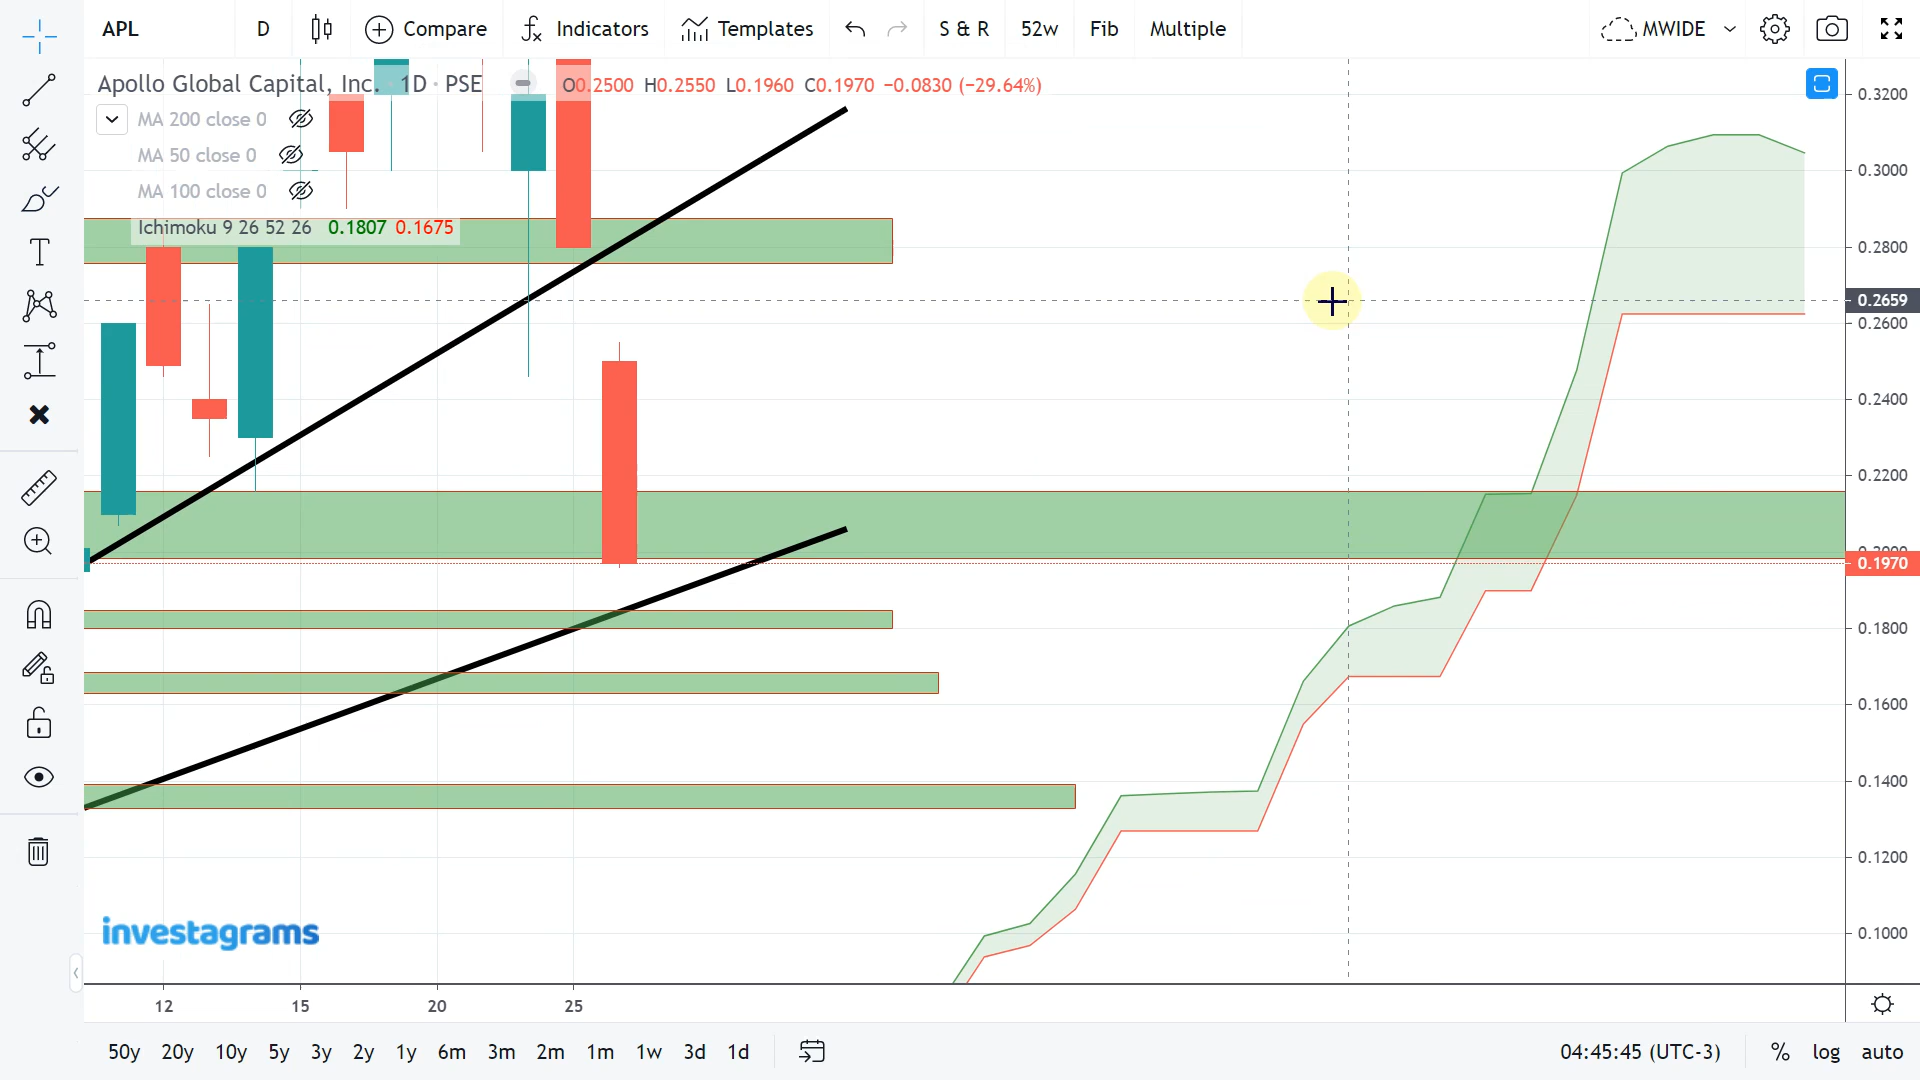 APL D Compare Indicators Templates S & R 52w Fib Multiple MWIDE
Apollo Global Capital, Inc. · 1D · PSE O0.2500 H0.2550 L0.1960 C0.1970 −0.0830 (−29.64%)
MA 200 close 0
MA 50 close 0
MA 100 close 0
Ichimoku 9 26 52 26 0.1807 0.1675
0.3200
0.3000
0.2800
0.2659
0.2600
0.2400
0.2200
0.2000
0.1970
0.1800
0.1600
0.1400
0.1200
0.1000
investagrams
12 15 20 25
50y 20y 10y 5y 3y 2y 1y 6m 3m 2m 1m 1w 3d 1d 04:45:45 (UTC-3) % log auto